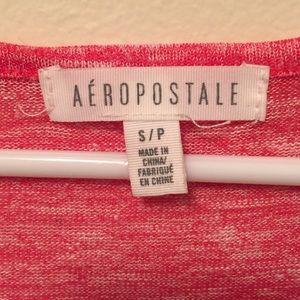 AÉROPOSTALE
S/P
MADE IN
CHINA/
FABRIQUÉ
EN CHINE